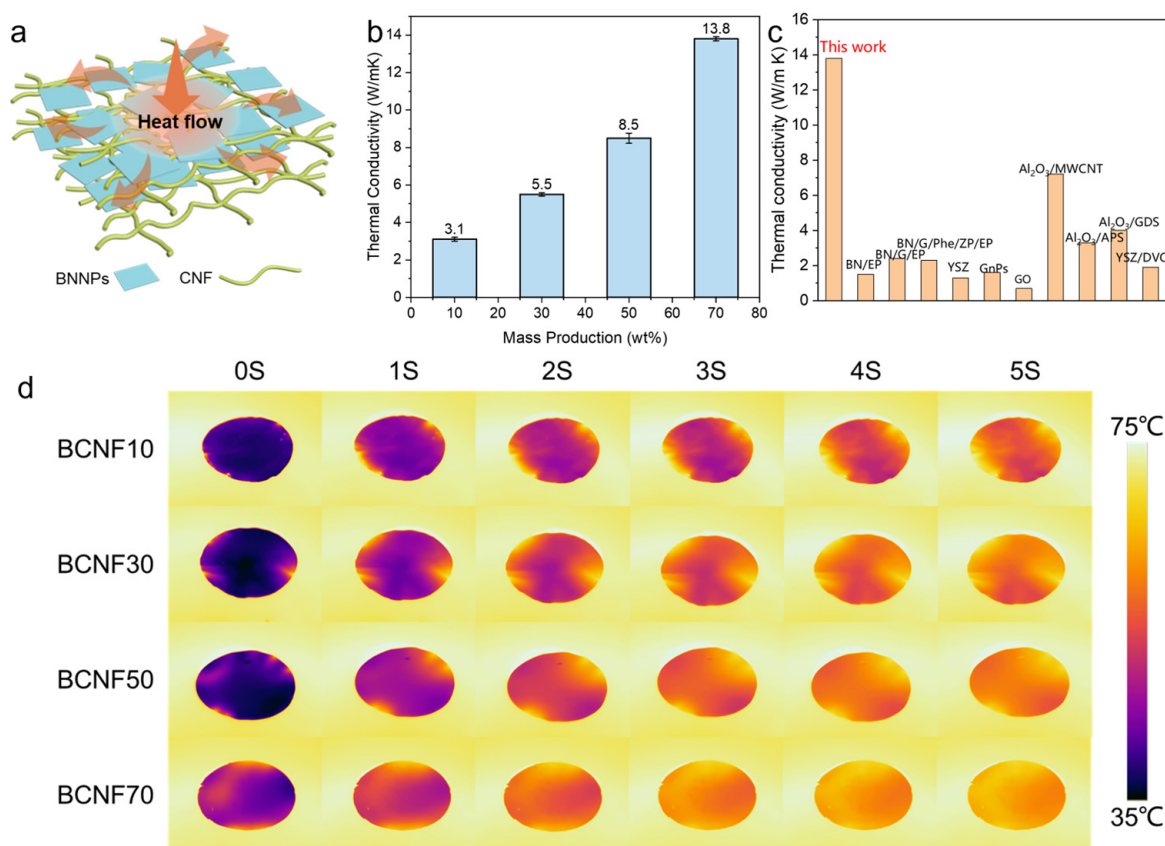 a
Heat flow
BNNPs
CNF
b
Thermal Conductivity (W/mK)
14
12
10
8
6
4
2
0
3.1
5.5
8.5
13.8
0 10 20 30 40 50 60 70 80
Mass Production (wt%)
c
Thermal conductivity (W/m K)
16
14
12
10
8
6
4
2
0
This work
BN/EP
BN/G/EP
BN/G/Phe/ZP/EP
YSZ
GnPs
GO
Al₂O₃/MWCNT
Al₂O₃/APS
Al₂O₃/GDS
YSZ/DVC
d
0S 1S 2S 3S 4S 5S
BCNF10
BCNF30
BCNF50
BCNF70
75℃
35℃